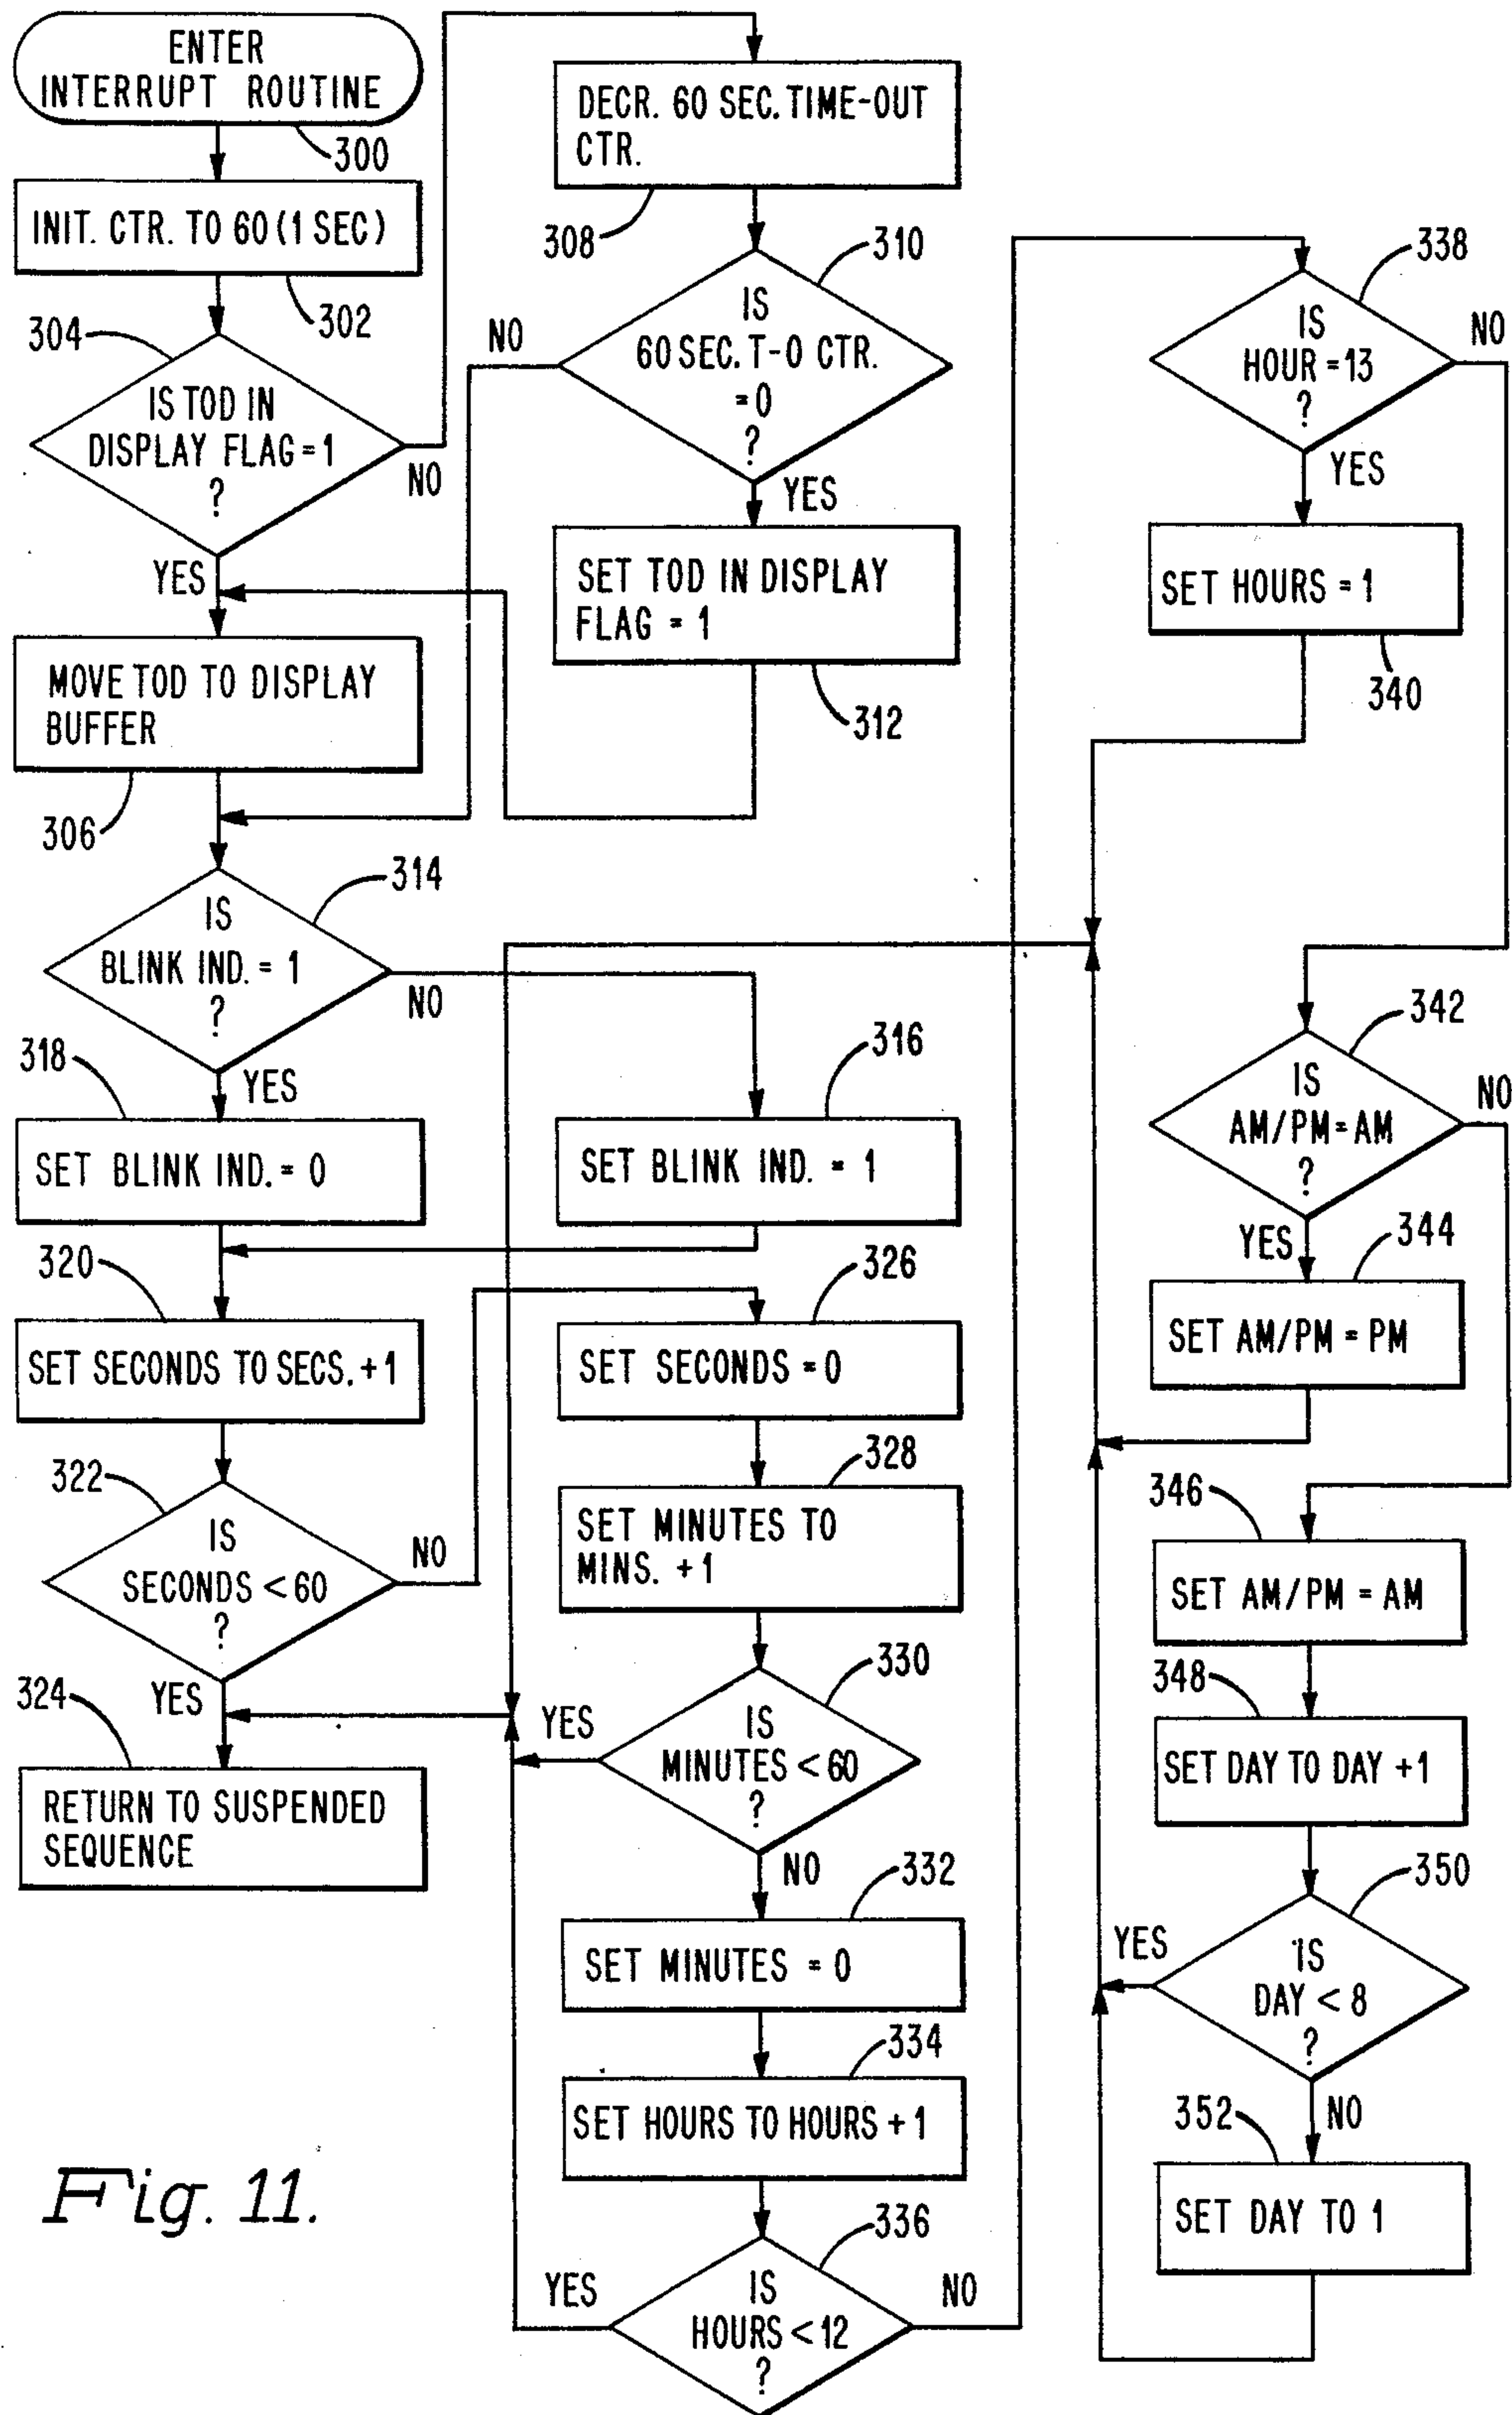 ENTER
INTERRUPT ROUTINE
300
INIT. CTR. TO 60 (1 SEC)
302
304
IS TOD IN
DISPLAY FLAG = 1
?
NO
YES
MOVE TOD TO DISPLAY
BUFFER
306
DECR. 60 SEC. TIME-OUT
CTR.
308
310
IS
60 SEC. T-0 CTR.
= 0
?
NO
YES
SET TOD IN DISPLAY
FLAG = 1
312
314
IS
BLINK IND. = 1
?
NO
YES
318
SET BLINK IND. = 0
316
SET BLINK IND. = 1
320
SET SECONDS TO SECS. +1
322
IS
SECONDS < 60
?
NO
YES
324
RETURN TO SUSPENDED
SEQUENCE
326
SET SECONDS = 0
328
SET MINUTES TO
MINS. +1
330
IS
MINUTES < 60
?
YES
NO
332
SET MINUTES = 0
334
SET HOURS TO HOURS +1
336
IS
HOURS < 12
?
YES
NO
338
IS
HOUR = 13
?
NO
YES
SET HOURS = 1
340
342
IS
AM/PM = AM
?
NO
YES
344
SET AM/PM = PM
346
SET AM/PM = AM
348
SET DAY TO DAY +1
350
IS
DAY < 8
?
YES
NO
352
SET DAY TO 1
Fig. 11.